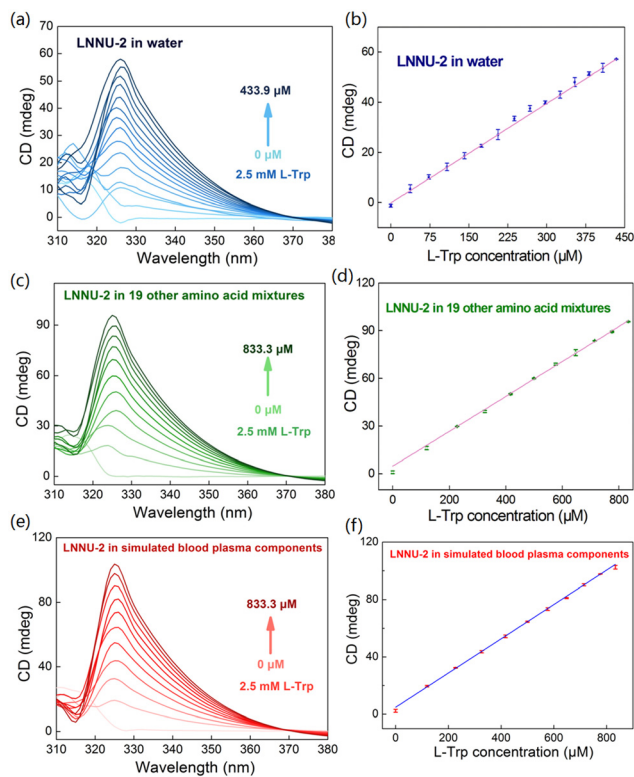 (a)
LNNU-2 in water
433.9 μM
0 μM
2.5 mM L-Trp
CD (mdeg)
70
60
50
40
30
20
10
0
310 320 330 340 350 360 370 38
Wavelength (nm)
(b)
LNNU-2 in water
CD (mdeg)
60
40
20
0
0 75 150 225 300 375 450
L-Trp concentration (μM)
(c)
LNNU-2 in 19 other amino acid mixtures
833.3 μM
0 μM
2.5 mM L-Trp
CD (mdeg)
90
60
30
0
310 320 330 340 350 360 370 380
Wavelength (nm)
(d)
LNNU-2 in 19 other amino acid mixtures
CD (mdeg)
120
90
60
30
0
0 200 400 600 800
L-Trp concentration (μM)
(e)
LNNU-2 in simulated blood plasma components
833.3 μM
0 μM
2.5 mM L-Trp
CD (mdeg)
120
80
40
0
310 320 330 340 350 360 370 380
Wavelength (nm)
(f)
LNNU-2 in simulated blood plasma components
CD (mdeg)
120
80
40
0
0 200 400 600 800
L-Trp concentration (μM)